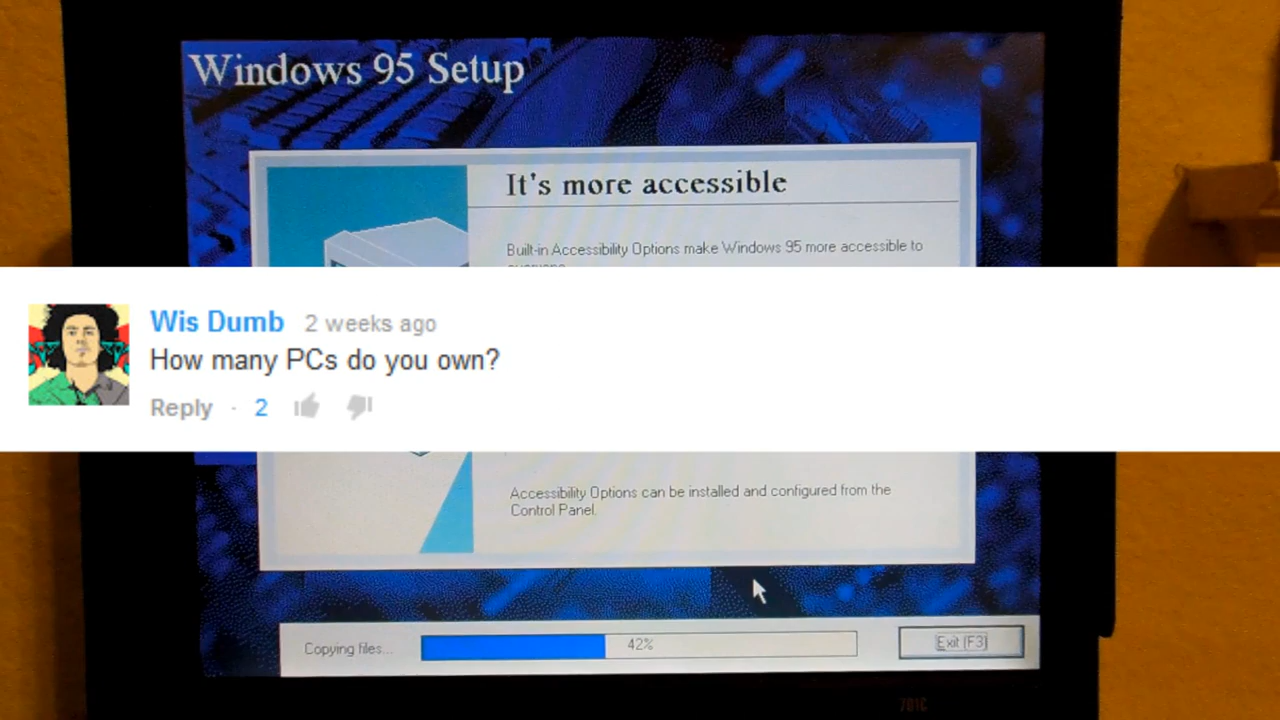 Windows 95 Setup
It's more accessible
Built-in Accessibility Options make Windows 95 more accessible to
Wis Dumb 2 weeks ago
How many PCs do you own?
Reply · 2
Accessibility Options can be installed and configured from the
Control Panel.
Copying files...
42%
Exit (F3)
701C